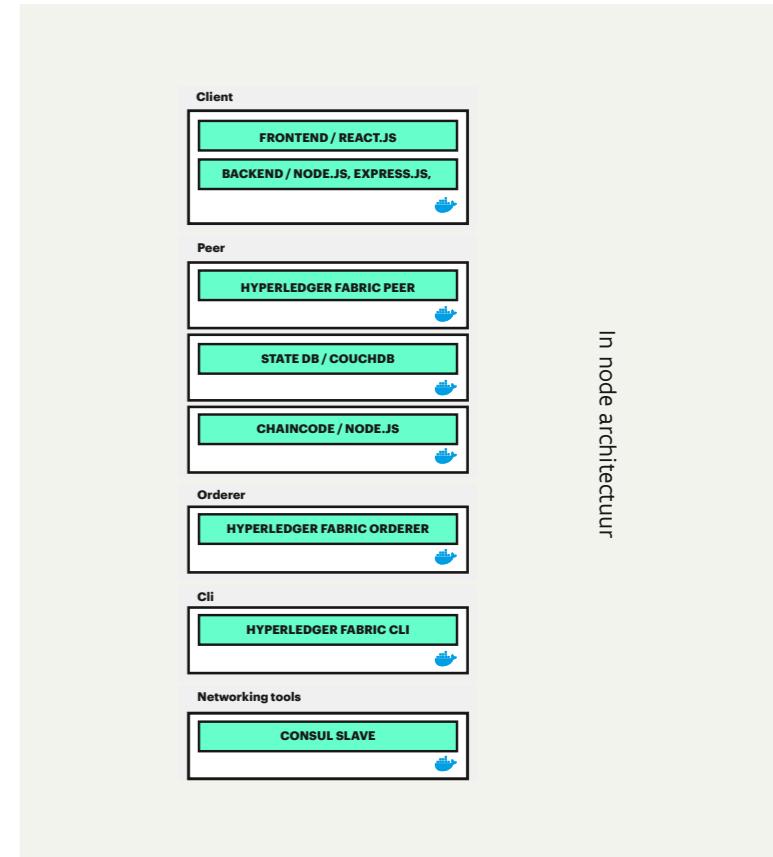 Client
FRONTEND / REACT.JS
BACKEND / NODE.JS, EXPRESS.JS,
Peer
HYPERLEDGER FABRIC PEER
STATE DB / COUCHDB
CHAINCODE / NODE.JS
Orderer
HYPERLEDGER FABRIC ORDERER
Cli
HYPERLEDGER FABRIC CLI
Networking tools
CONSUL SLAVE
In node architectuur